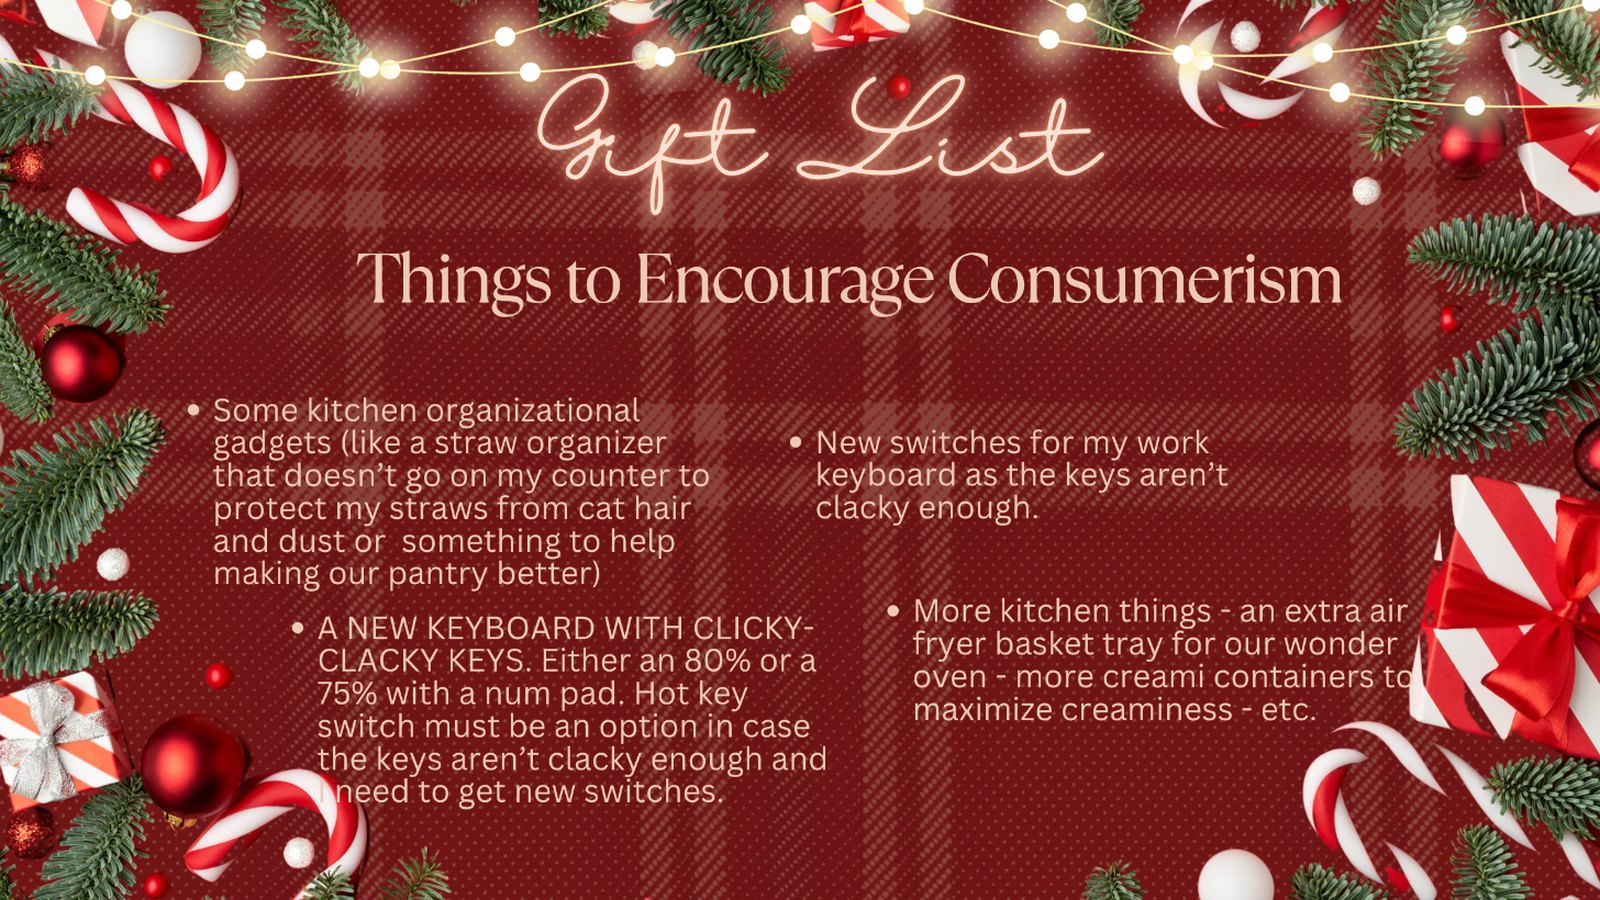 Gift List
Things to Encourage Consumerism
Some kitchen organizational
gadgets (like a straw organizer
that doesn’t go on my counter to
protect my straws from cat hair
and dust or  something to help
making our pantry better)
A NEW KEYBOARD WITH CLICKY-
CLACKY KEYS. Either an 80% or a
75% with a num pad. Hot key
switch must be an option in case
the keys aren’t clacky enough and
I need to get new switches.
New switches for my work
keyboard as the keys aren’t
clacky enough.
More kitchen things - an extra air
fryer basket tray for our wonder
oven - more creami containers to
maximize creaminess - etc.